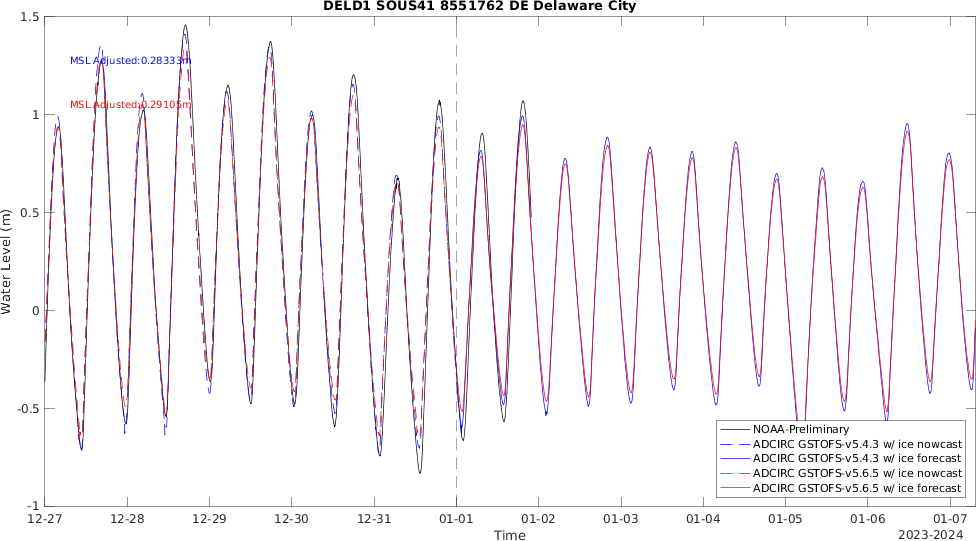 DELD1 SOUS41 8551762 DE Delaware City
MSL Adjusted:0.28333m
MSL Adjusted:0.29105m
Water Level (m)
1.5
1
0.5
0
-0.5
-1
NOAA-Preliminary
ADCIRC GSTOFS-v5.4.3 w/ ice nowcast
ADCIRC GSTOFS-v5.4.3 w/ ice forecast
ADCIRC GSTOFS-v5.6.5 w/ ice nowcast
ADCIRC GSTOFS-v5.6.5 w/ ice forecast
12-27 12-28 12-29 12-30 12-31 01-01 01-02 01-03 01-04 01-05 01-06 01-07
Time
2023-2024